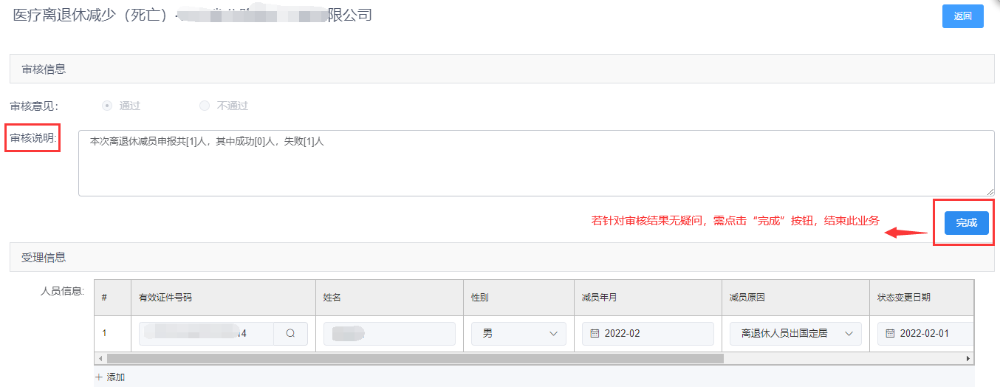 医疗离退休减少（死亡）- 限公司
返回
审核信息
审核意见： 通过 不通过
审核说明:
本次离退休减员申报共[1]人，其中成功[0]人，失败[1]人
若针对审核结果无疑问，需点击“完成”按钮，结束此业务
完成
受理信息
人员信息:
# 有效证件号码 姓名 性别 减员年月 减员原因 状态变更日期
1 14 男 2022-02 离退休人员出国定居 2022-02-01
+ 添加